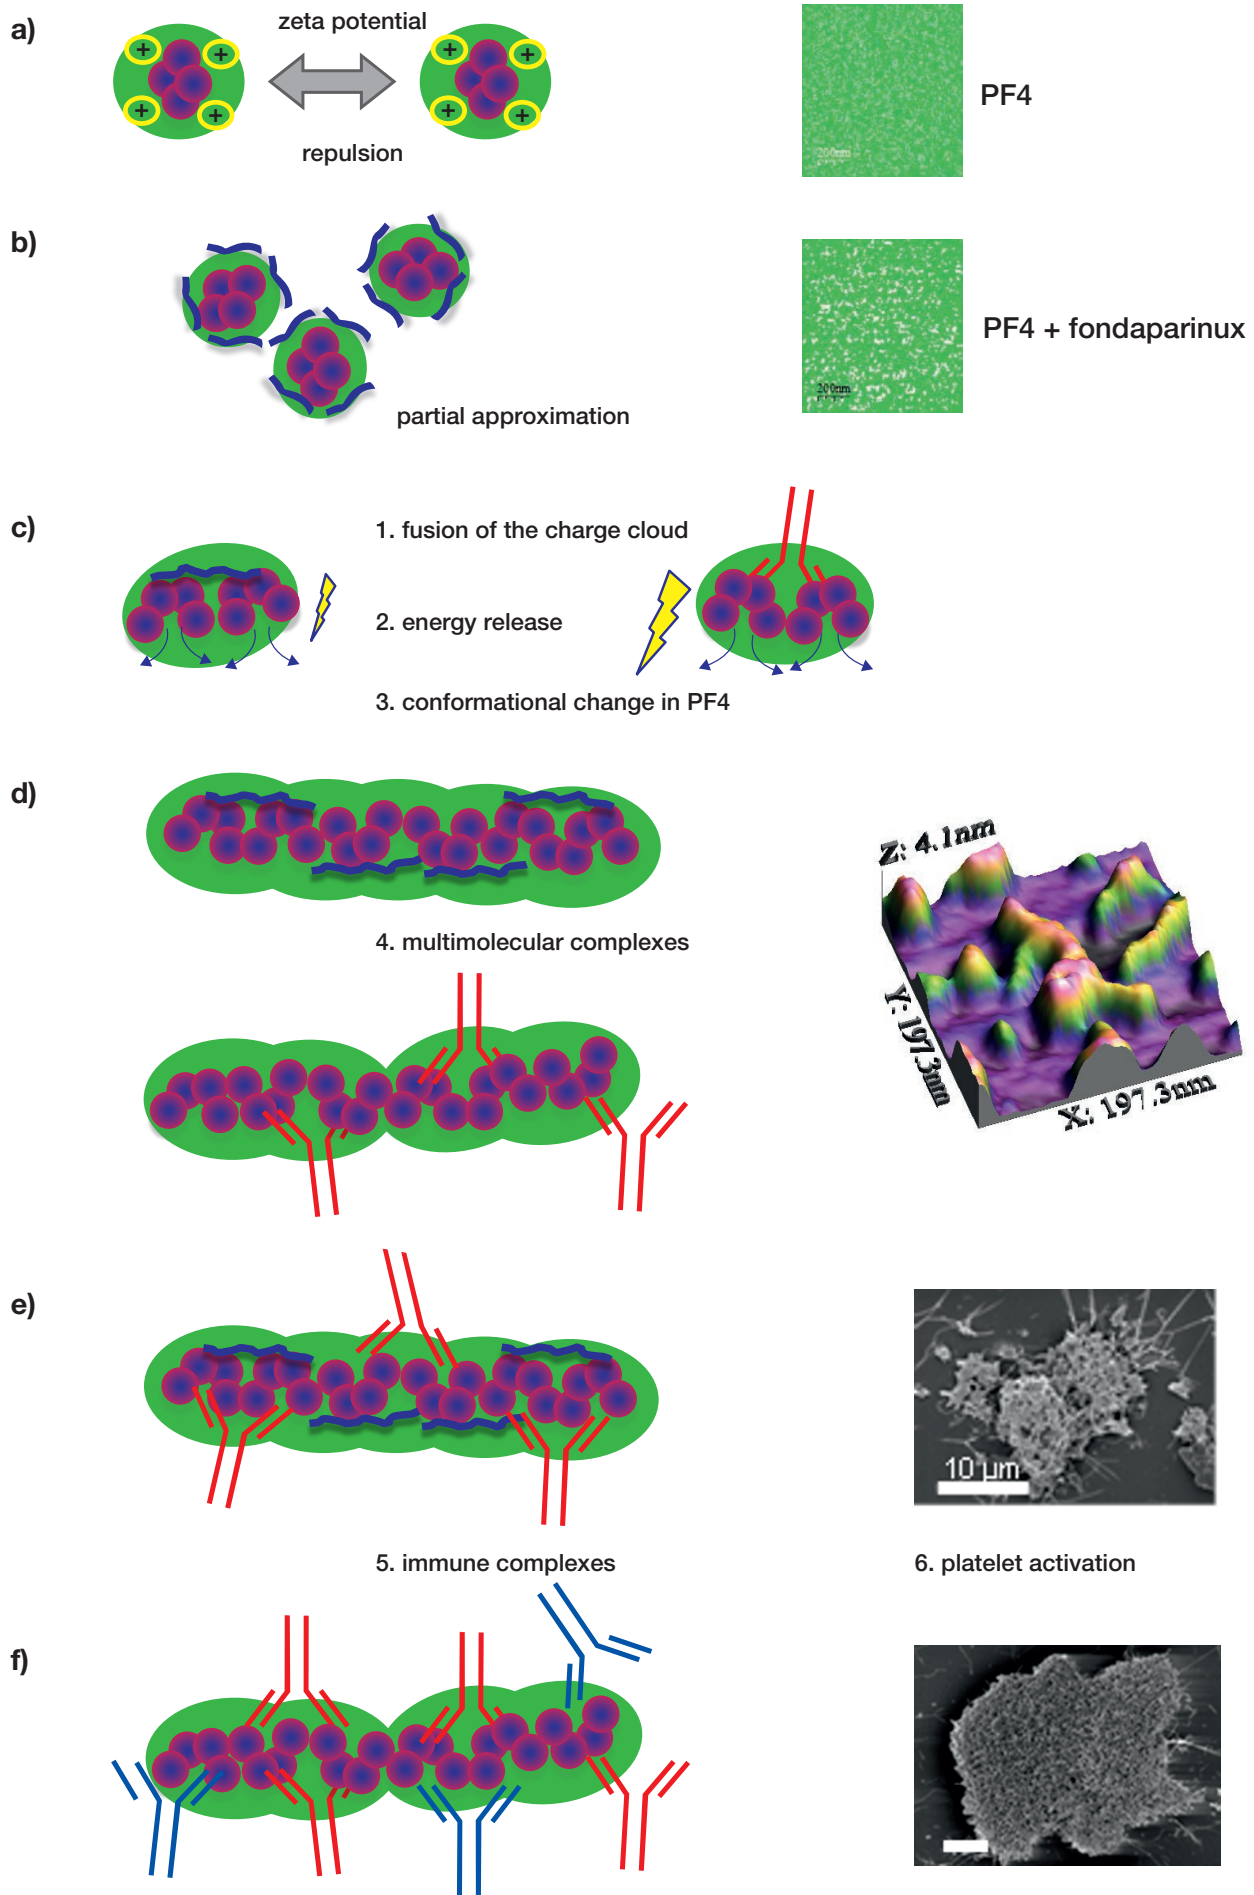 a)
zeta potential
+ + + +
+ + + +
repulsion
200nm
PF4
b)
partial approximation
200nm
PF4 + fondaparinux
c)
1. fusion of the charge cloud
2. energy release
3. conformational change in PF4
d)
4. multimolecular complexes
Z: 4.1nm
Y: 197.3nm
X: 197.3nm
e)
10 µm
5. immune complexes
6. platelet activation
f)